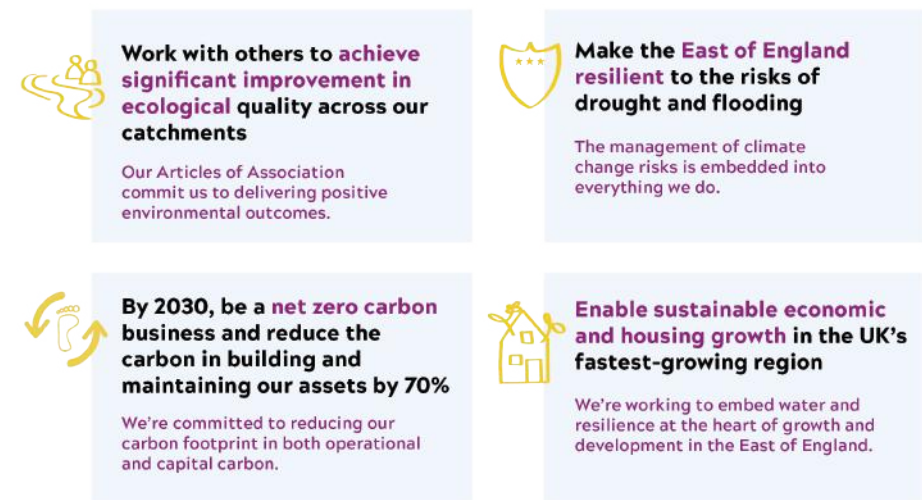 Work with others to achieve
significant improvement in
ecological quality across our
catchments
Our Articles of Association
commit us to delivering positive
environmental outcomes.
Make the East of England
resilient to the risks of
drought and flooding
The management of climate
change risks is embedded into
everything we do.
By 2030, be a net zero carbon
business and reduce the
carbon in building and
maintaining our assets by 70%
We're committed to reducing our
carbon footprint in both operational
and capital carbon.
Enable sustainable economic
and housing growth in the UK's
fastest-growing region
We're working to embed water and
resilience at the heart of growth and
development in the East of England.